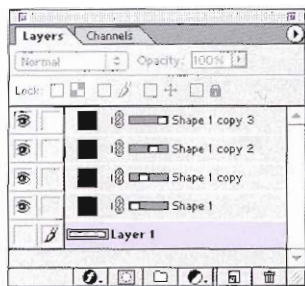 Layers Channels
Normal Opacity: 100%
Lock:
Shape 1 copy 3
Shape 1 copy 2
Shape 1 copy
Shape 1
Layer 1